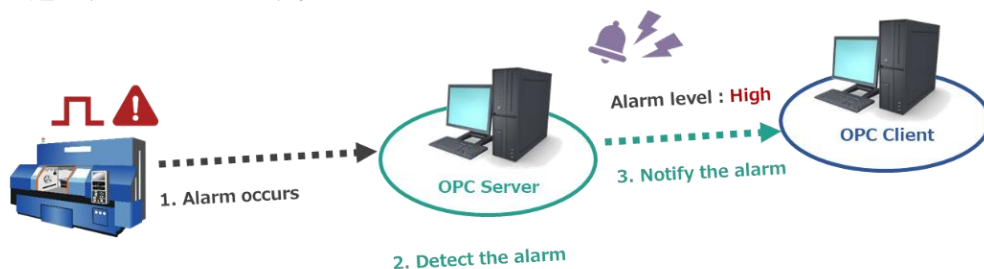 Alarm level : High
OPC Client
OPC Server
1. Alarm occurs
3. Notify the alarm
2. Detect the alarm